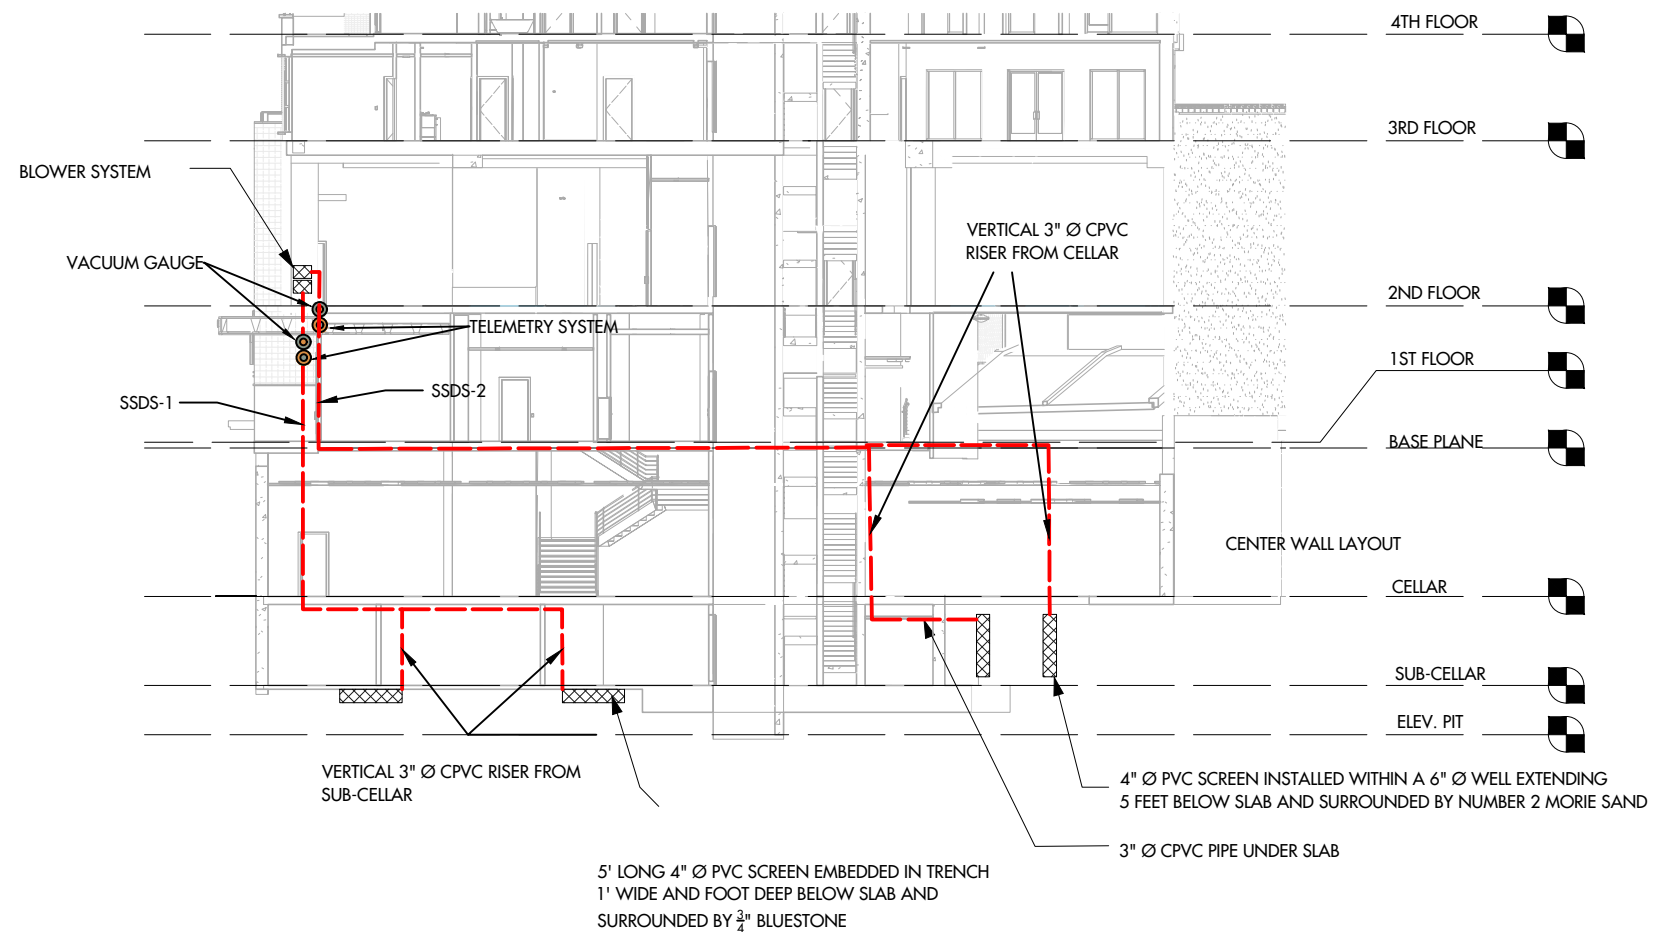 4TH FLOOR
3RD FLOOR
BLOWER SYSTEM
VERTICAL 3" Ø CPVC
RISER FROM CELLAR
VACUUM GAUGE
2ND FLOOR
TELEMETRY SYSTEM
1ST FLOOR
SSDS-2
SSDS-1
BASE PLANE
CENTER WALL LAYOUT
CELLAR
SUB-CELLAR
ELEV. PIT
VERTICAL 3" Ø CPVC RISER FROM
SUB-CELLAR
4" Ø PVC SCREEN INSTALLED WITHIN A 6" Ø WELL EXTENDING
5 FEET BELOW SLAB AND SURROUNDED BY NUMBER 2 MORIE SAND
3" Ø CPVC PIPE UNDER SLAB
5' LONG 4" Ø PVC SCREEN EMBEDDED IN TRENCH
1' WIDE AND FOOT DEEP BELOW SLAB AND
SURROUNDED BY 3/4" BLUESTONE